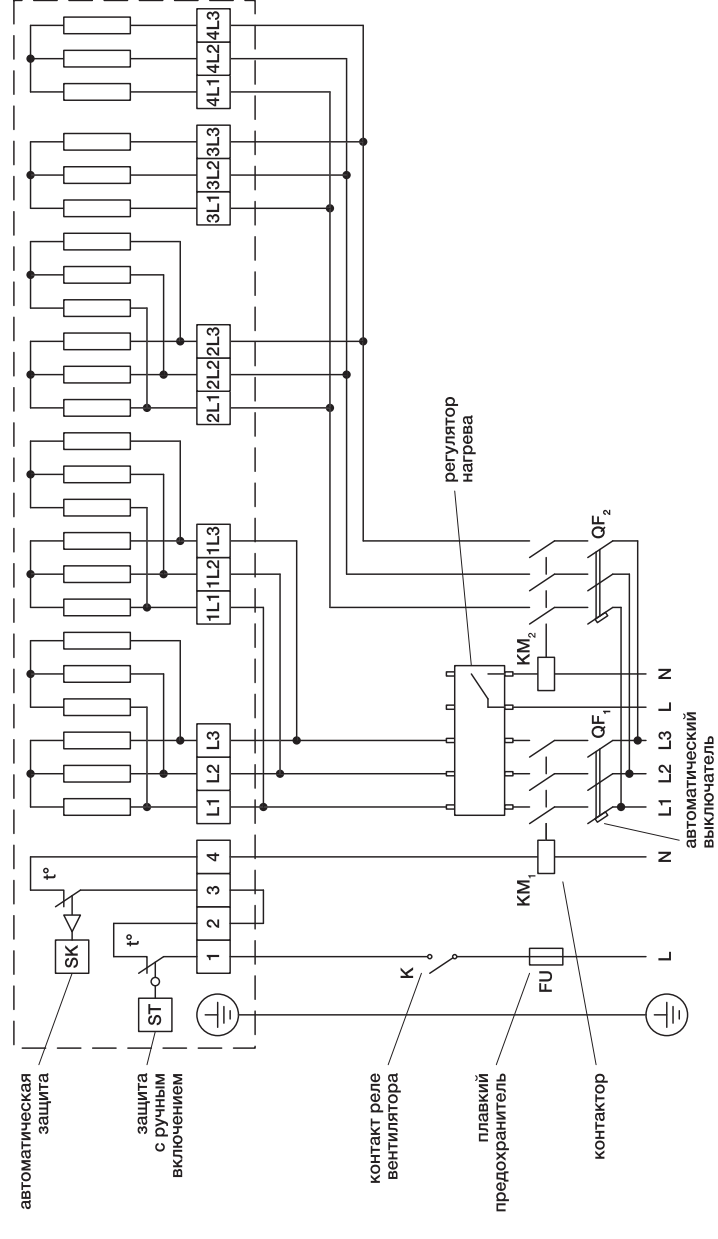 автоматическая
защита
защита
с ручным
включением
контакт реле
вентилятора
плавкий
предохранитель
контактор
SK
t°
ST
t°
1
2
3
4
L1
L2
L3
1L1
1L2
1L3
2L1
2L2
2L3
3L1
3L2
3L3
4L1
4L2
4L3
регулятор
нагрева
K
FU
KM1
KM2
QF1
QF2
L
N
L1
L2
L3
L
N
автоматический
выключатель